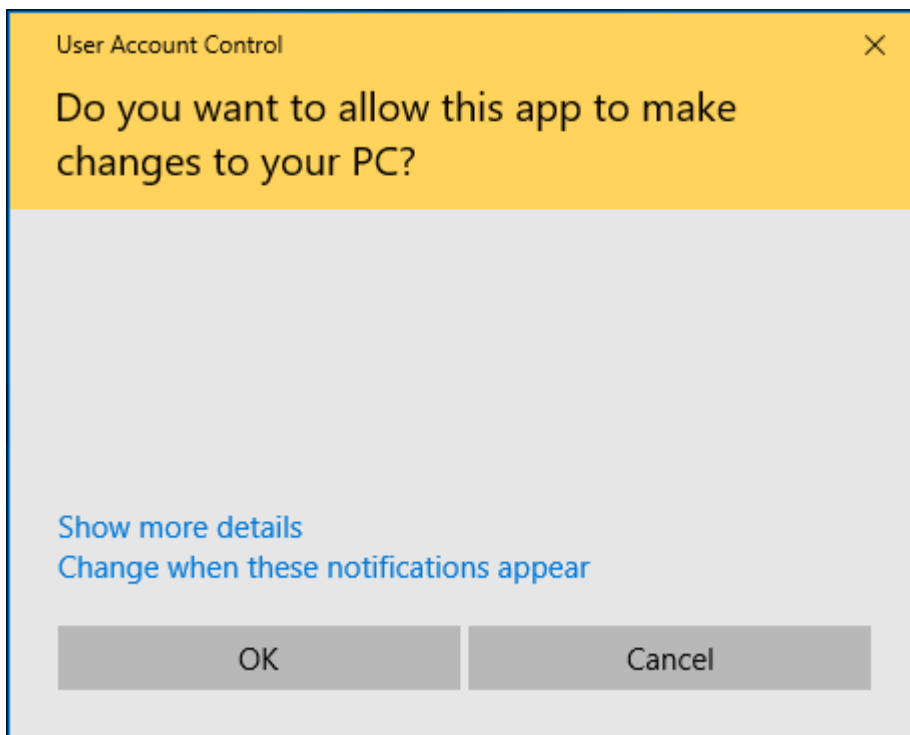 User Account Control
Do you want to allow this app to make
changes to your PC?
Show more details
Change when these notifications appear
OK
Cancel